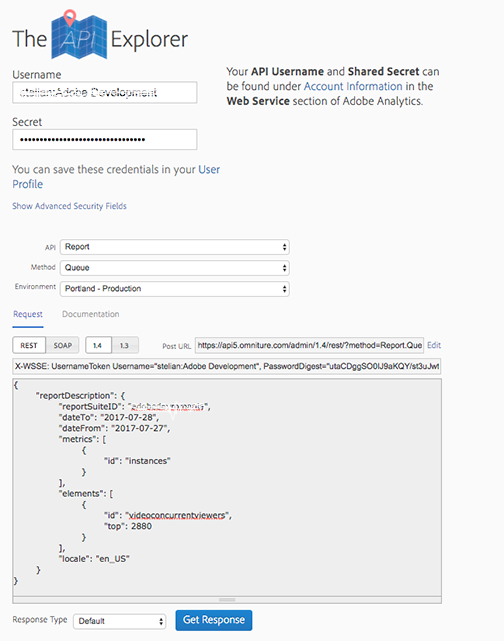 The API Explorer
Username
Your API Username and Shared Secret can
be found under Account Information in the
Web Service section of Adobe Analytics.
stelian:Adobe Development
Secret
••••••••••••••••••••••••••••••
You can save these credentials in your User
Profile
Show Advanced Security Fields
API Report
Method Queue
Environment Portland - Production
Request Documentation
REST SOAP 1.4 1.3 Post URL https://api5.omniture.com/admin/1.4/rest/?method=Report.Que Edit
X-WSSE: UsernameToken Username="stelian:Adobe Development", PasswordDigest=
{
"reportDescription": {
"reportSuiteID": "
"dateTo": "2017-07-28",
"dateFrom": "2017-07-27",
"metrics": [
{
"id": "instances"
}
],
"elements": [
{
"id": "videoconcurrentviewers",
"top": 2880
}
],
"locale": "en_US"
}
}
Response Type Default Get Response